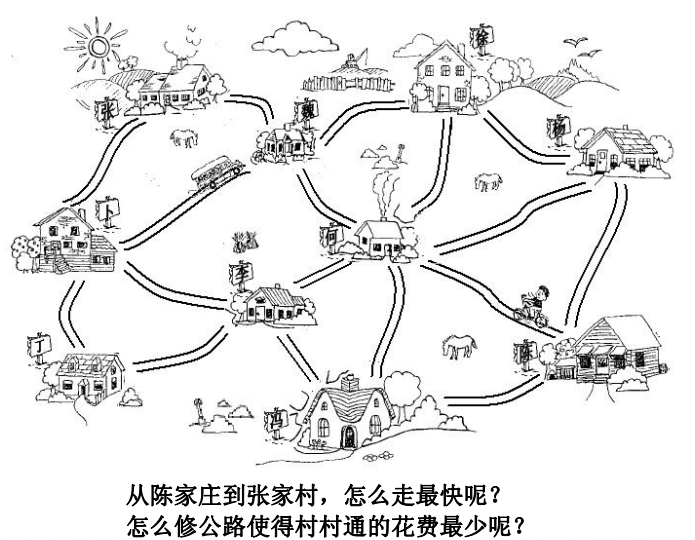 徐
张
魏
杨
卜
何
李
丁
陈
冯
从陈家庄到张家村，怎么走最快呢？
怎么修公路使得村村通的花费最少呢？